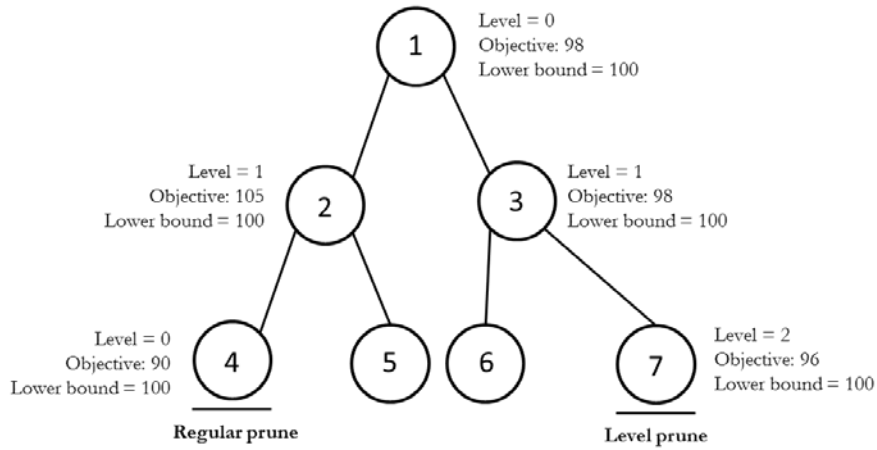 1
Level = 0
Objective: 98
Lower bound = 100
Level = 1
Objective: 105
Lower bound = 100
2
3
Level = 1
Objective: 98
Lower bound = 100
Level = 0
Objective: 90
Lower bound = 100
4
5
6
7
Level = 2
Objective: 96
Lower bound = 100
Regular prune
Level prune